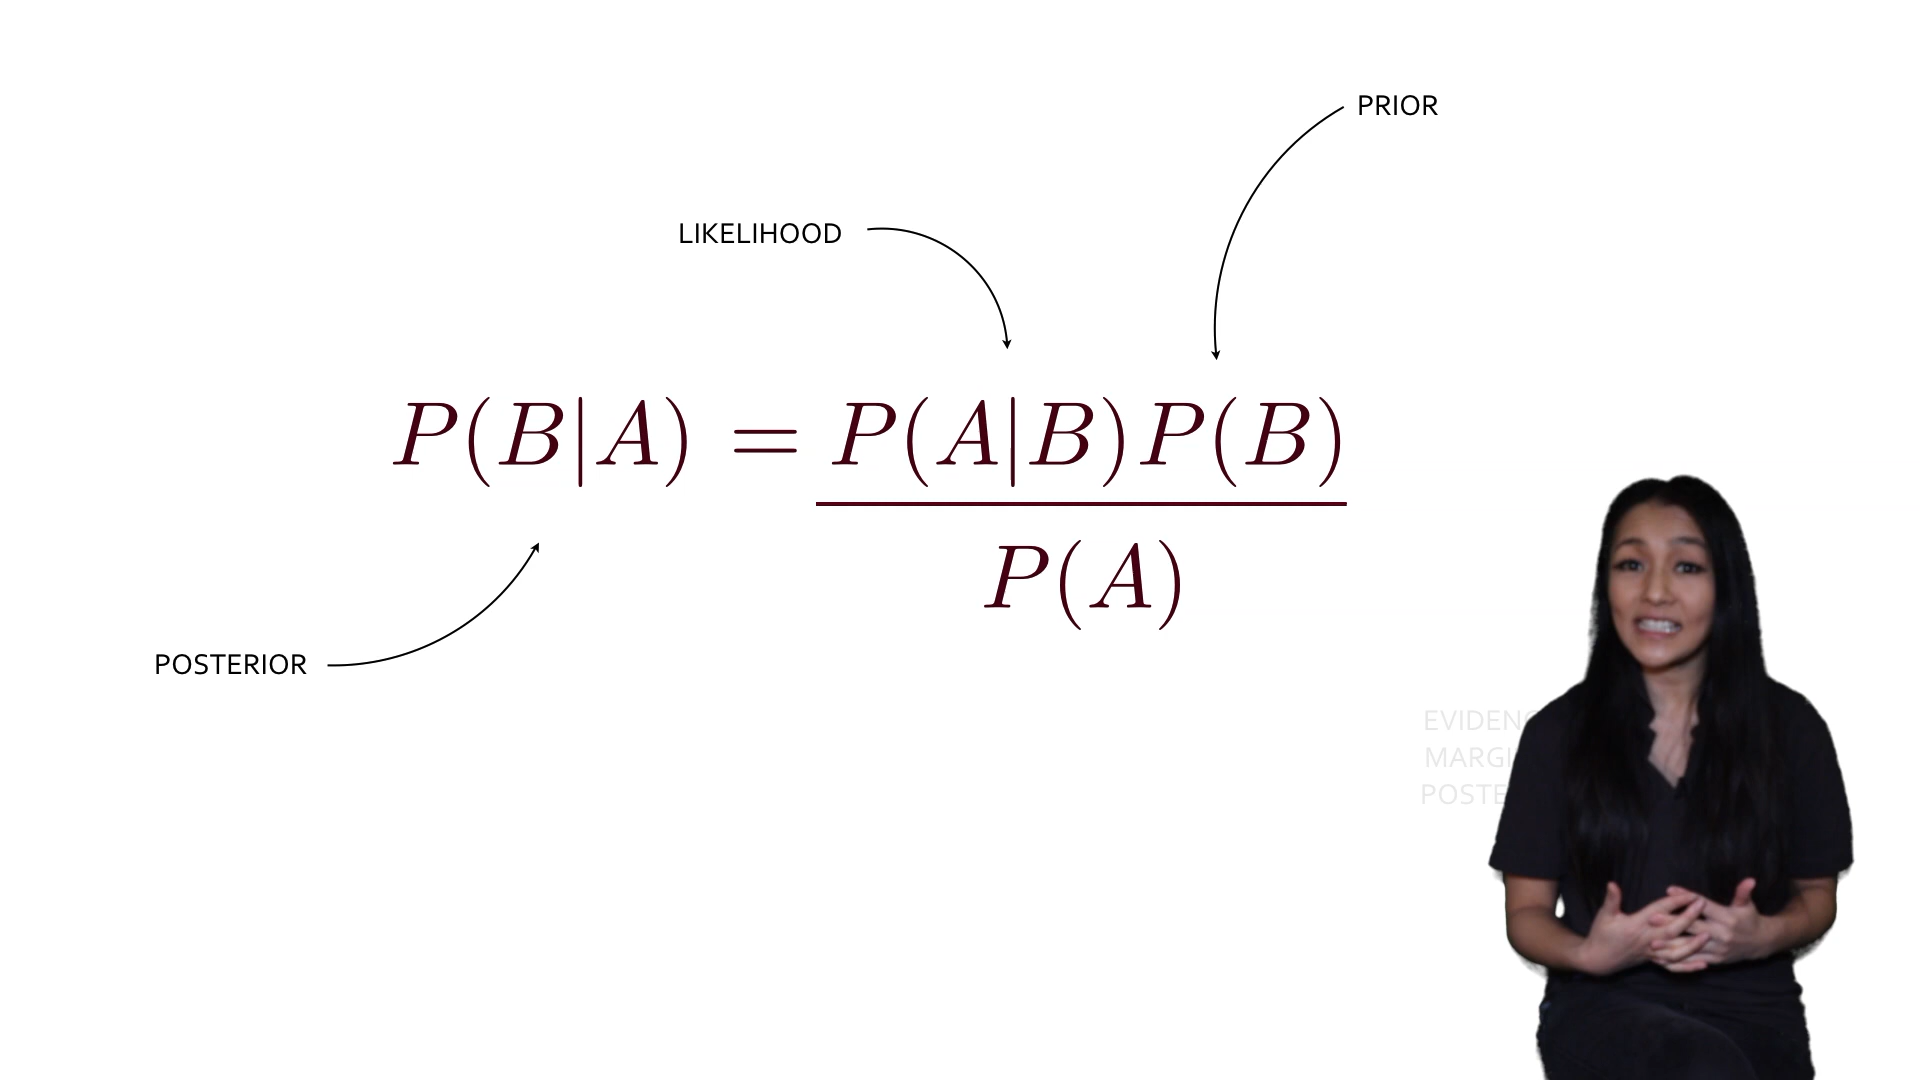 PRIOR
LIKELIHOOD
P(B|A) = P(A|B)P(B)
P(A)
POSTERIOR